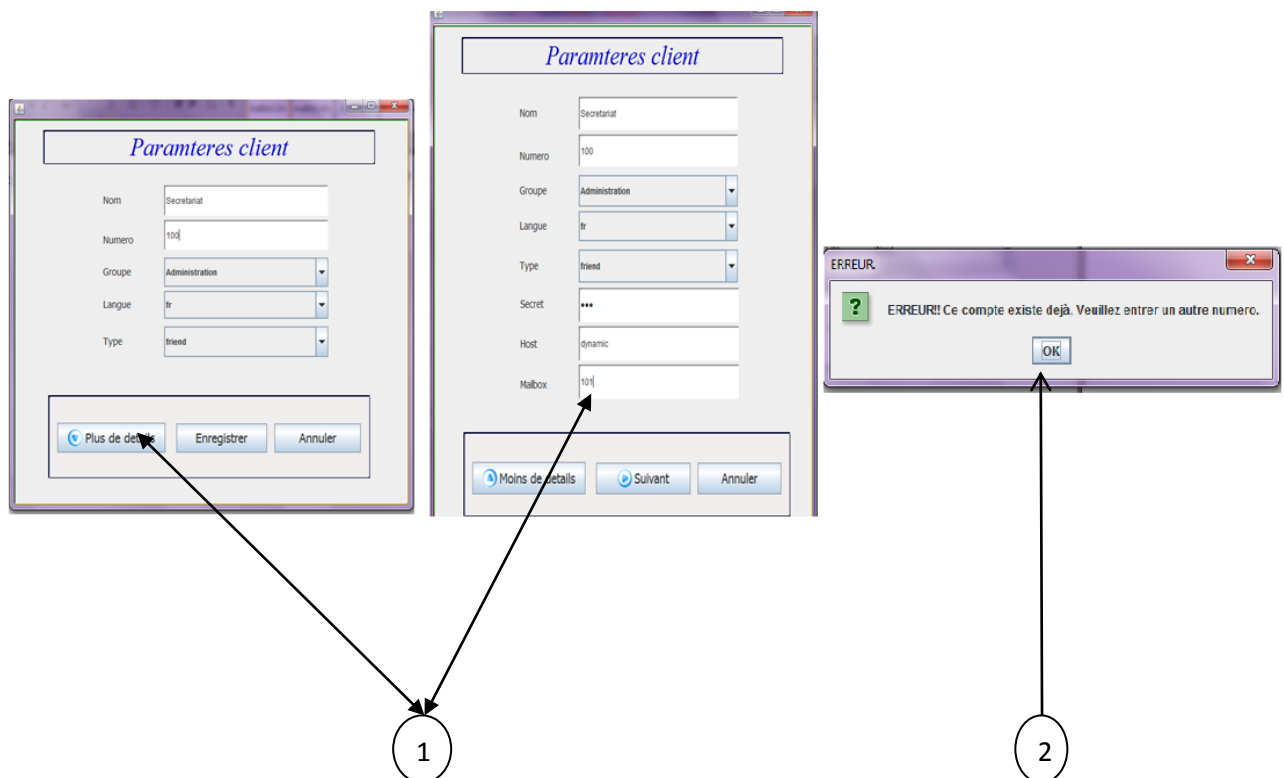 Paramteres client
Nom Secretariat
Numero 100
Groupe Administration
Langue fr
Type friend
Plus de details Enregistrer Annuler
Paramteres client
Nom Secretariat
Numero 100
Groupe Administration
Langue fr
Type friend
Secret •••
Host dynamic
Mailbox 101
Moins de details Suivant Annuler
ERREUR.
? ERREUR!! Ce compte existe dejà. Veuillez entrer un autre numero.
OK
1
2